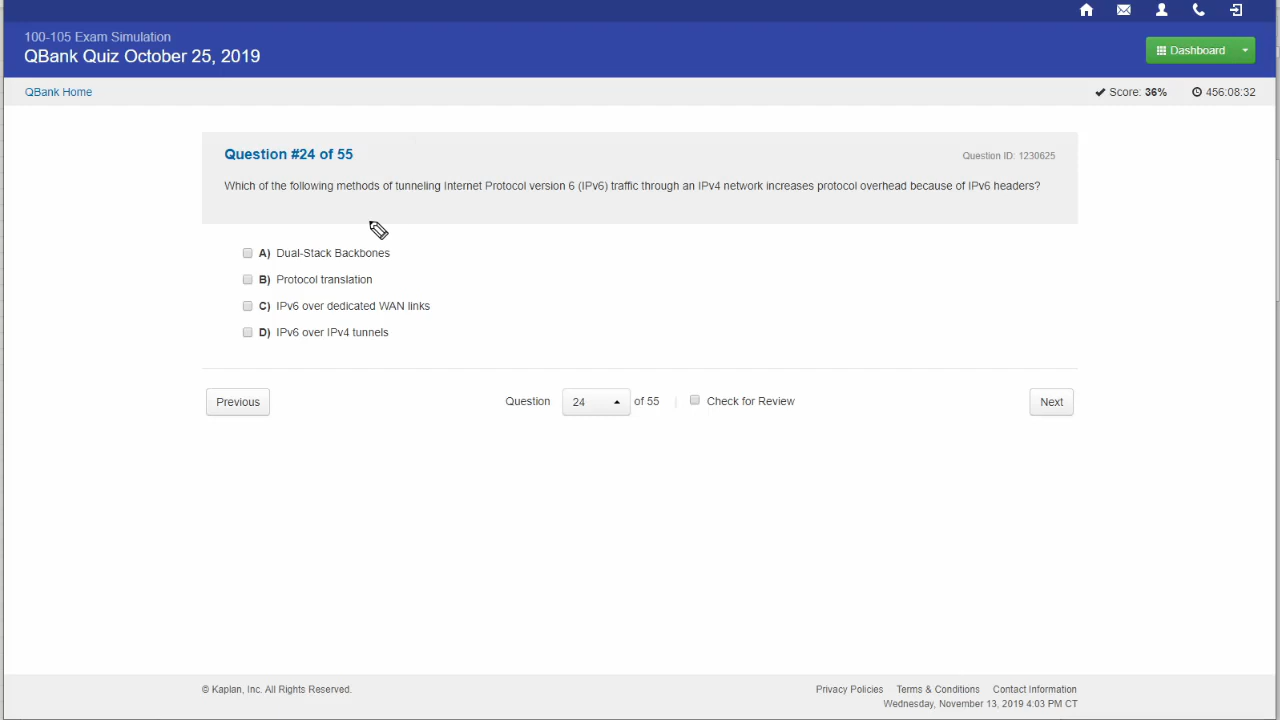 100-105 Exam Simulation
QBank Quiz October 25, 2019
Dashboard
QBank Home
Score: 36%
456:08:32
Question #24 of 55
Question ID: 1230625
Which of the following methods of tunneling Internet Protocol version 6 (IPv6) traffic through an IPv4 network increases protocol overhead because of IPv6 headers?
A) Dual-Stack Backbones
B) Protocol translation
C) IPv6 over dedicated WAN links
D) IPv6 over IPv4 tunnels
Previous
Question 24 of 55 | Check for Review
Next
© Kaplan, Inc. All Rights Reserved.
Privacy Policies Terms & Conditions Contact Information
Wednesday, November 13, 2019 4:03 PM CT